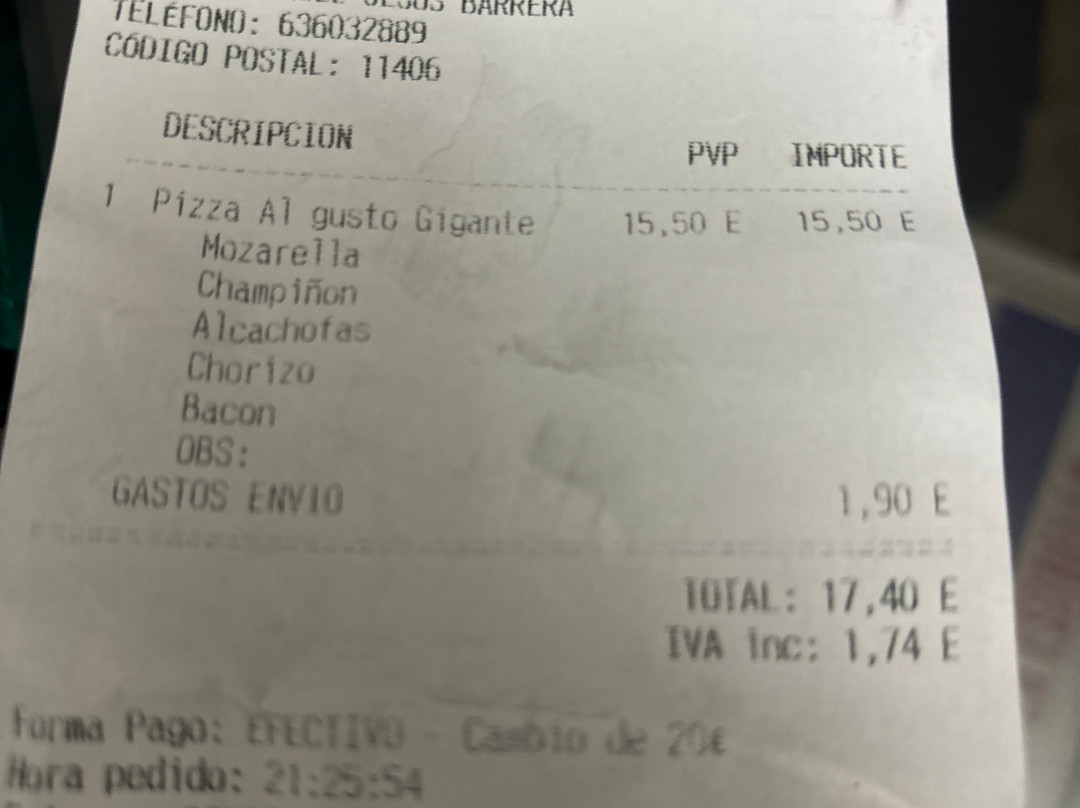 BARRERA
TELÉFONO: 636032889
CÓDIGO POSTAL: 11406
DESCRIPCION PVP IMPORTE
1 Pizza Al gusto Gigante 15,50 E 15,50 E
Mozarella
Champiñon
Alcachofas
Chorizo
Bacon
OBS:
GASTOS ENVIO 1,90 E
TOTAL: 17,40 E
IVA inc: 1,74 E
Forma Pago: EFECTIVO - Cambio de 20€
Hora pedido: 21:25:54